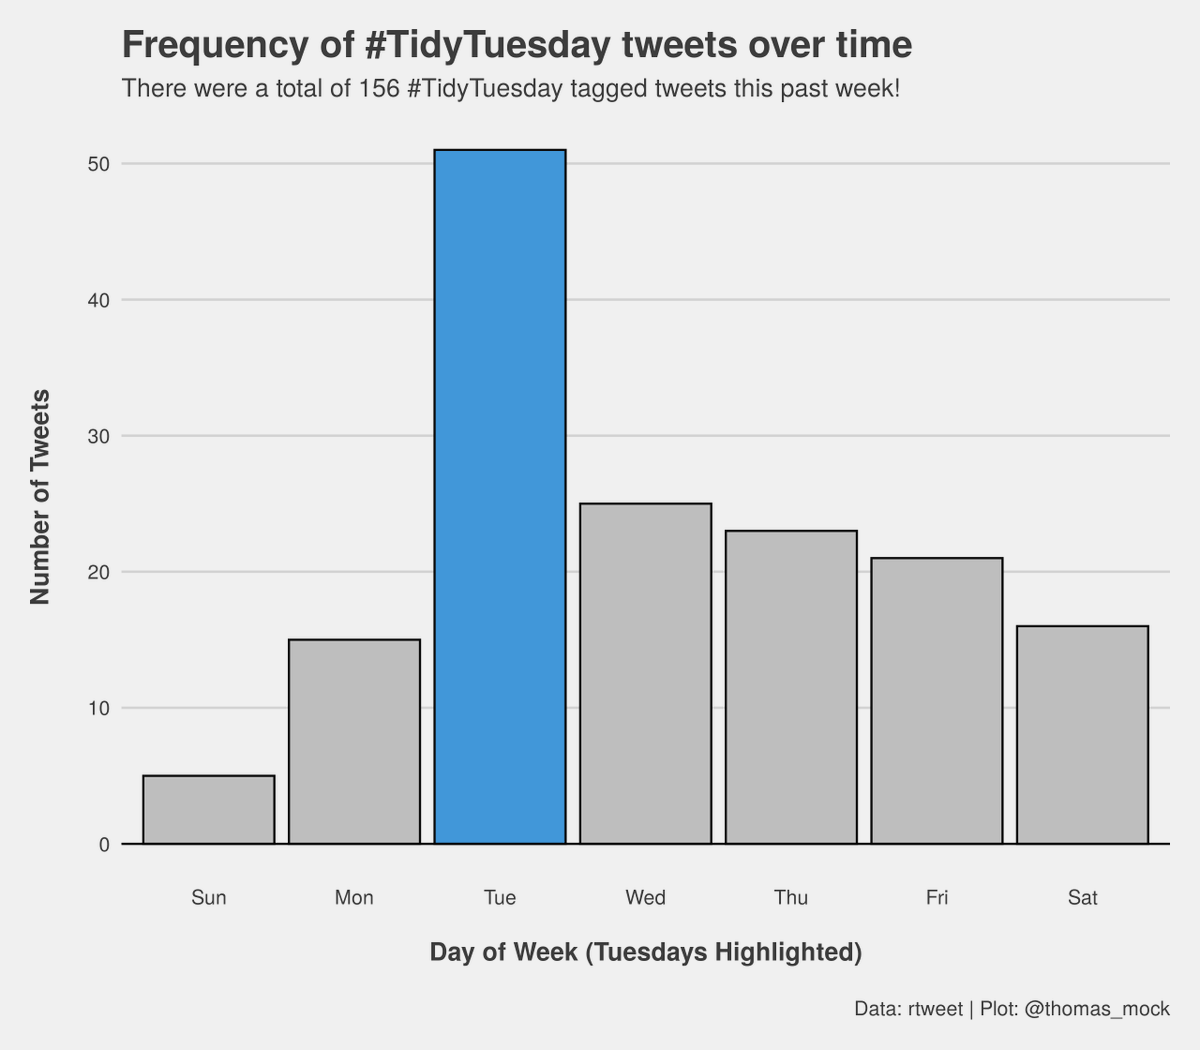 Frequency of #TidyTuesday tweets over time
There were a total of 156 #TidyTuesday tagged tweets this past week!
Number of Tweets
50
40
30
20
10
0
Sun Mon Tue Wed Thu Fri Sat
Day of Week (Tuesdays Highlighted)
Data: rtweet | Plot: @thomas_mock